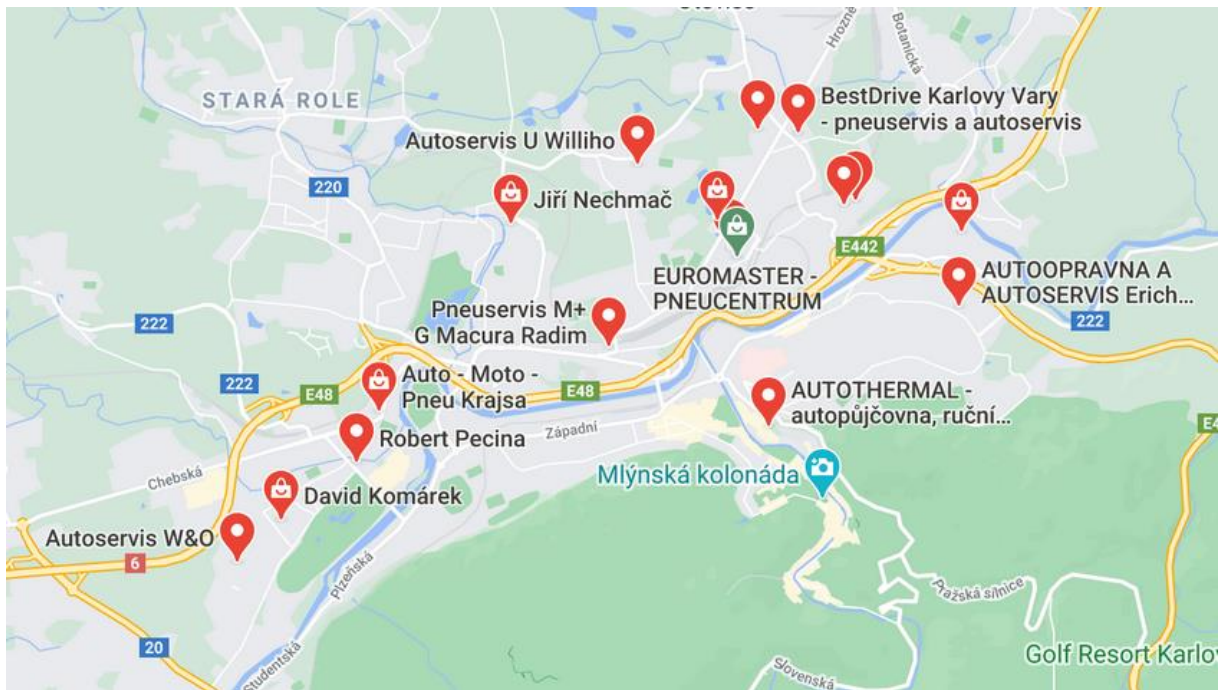 Hrozně
Botanická
STARÁ ROLE
BestDrive Karlovy Vary
- pneuservis a autoservis
Autoservis U Williho
220
Jiří Nechmač
E442
EUROMASTER -
PNEUCENTRUM
AUTOOPRAVNA A
AUTOSERVIS Erich...
Pneuservis M+
G Macura Radim
222
222
222
E48
E48
Auto - Moto -
Pneu Krajsa
AUTOTHERMAL -
autopůjčovna, ruční...
Západní
Robert Pecina
Chebská
Mlýnská kolonáda
David Komárek
Autoservis W&O
6
Plzeňská
Pražská silnice
20
Studentská
Slovenská
Golf Resort Karlov